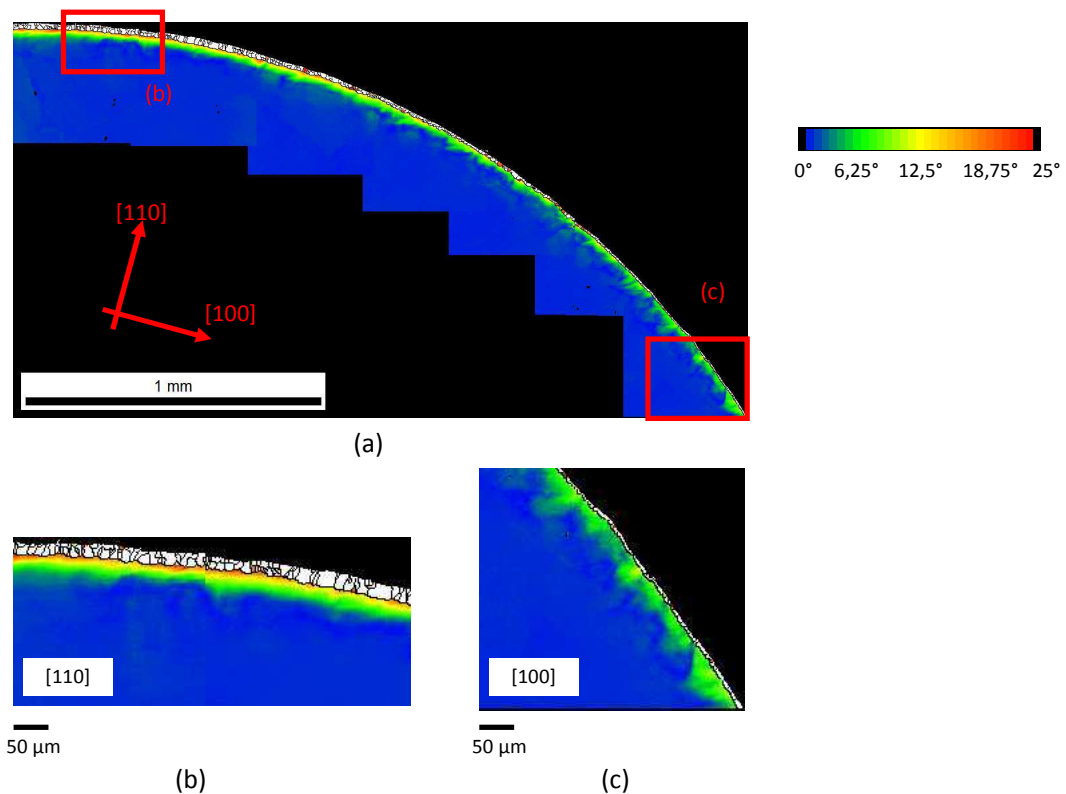 (b)
[110]
[100]
(c)
1 mm
0° 6,25° 12,5° 18,75° 25°
(a)
[110]
50 µm
(b)
[100]
50 µm
(c)